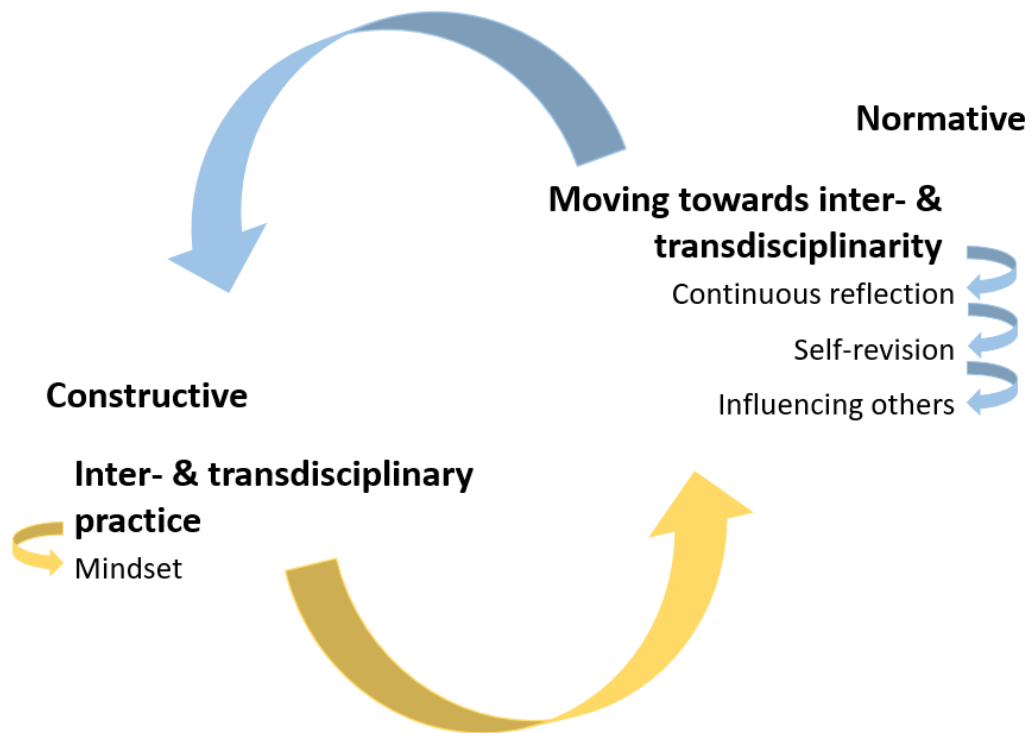 Normative
Moving towards inter- &
transdisciplinarity
Continuous reflection
Self-revision
Influencing others
Constructive
Inter- & transdisciplinary
practice
Mindset